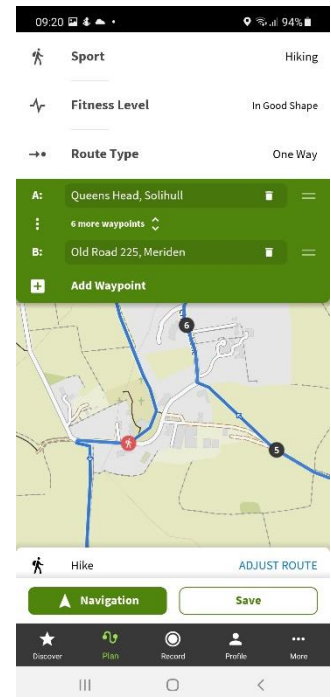 09:20 94%
Sport Hiking
Fitness Level In Good Shape
Route Type One Way
A: Queens Head, Solihull
6 more waypoints
B: Old Road 225, Meriden
Add Waypoint
6
5
Hike ADJUST ROUTE
Navigation Save
Discover Plan Record Profile More